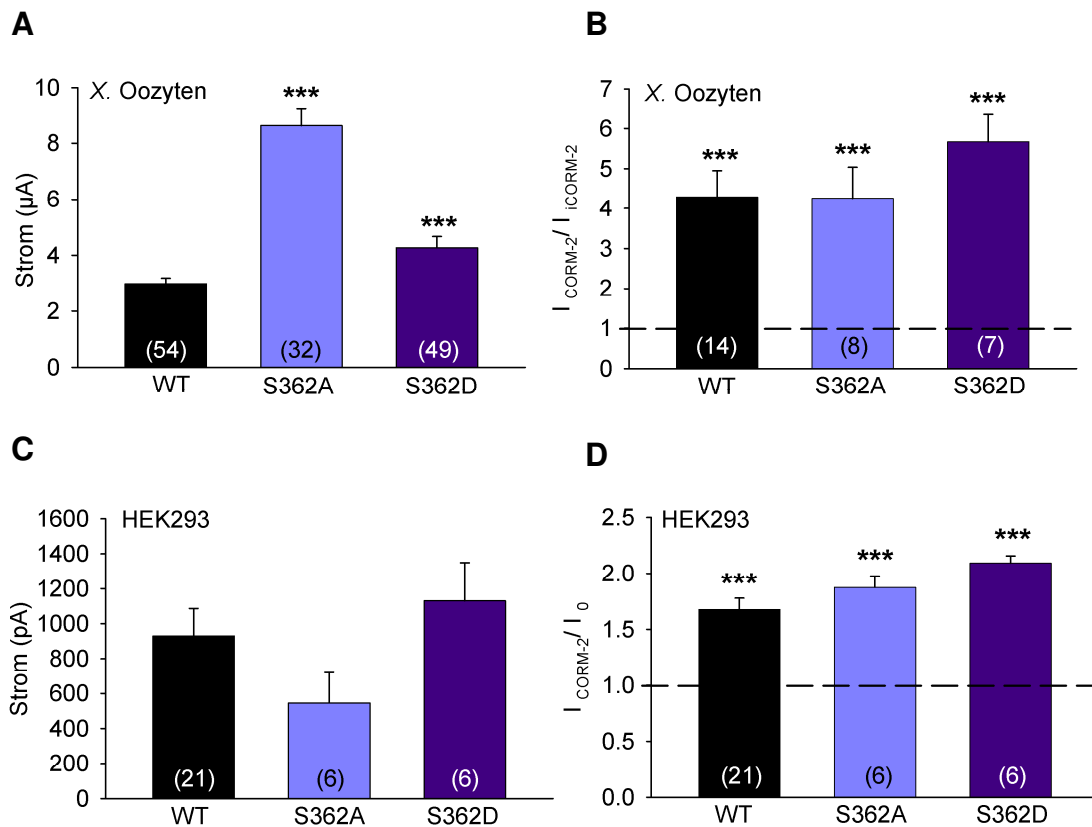 A
X. Oozyten
Strom (µA)
10
8
6
4
2
0
***
***
(54)
(32)
(49)
WT
S362A
S362D
B
X. Oozyten
I CORM-2/ I iCORM-2
7
6
5
4
3
2
1
0
***
***
***
(14)
(8)
(7)
WT
S362A
S362D
C
HEK293
Strom (pA)
1600
1400
1200
1000
800
600
400
200
0
(21)
(6)
(6)
WT
S362A
S362D
D
HEK293
I CORM-2/ I 0
2.5
2.0
1.5
1.0
0.5
0.0
***
***
***
(21)
(6)
(6)
WT
S362A
S362D